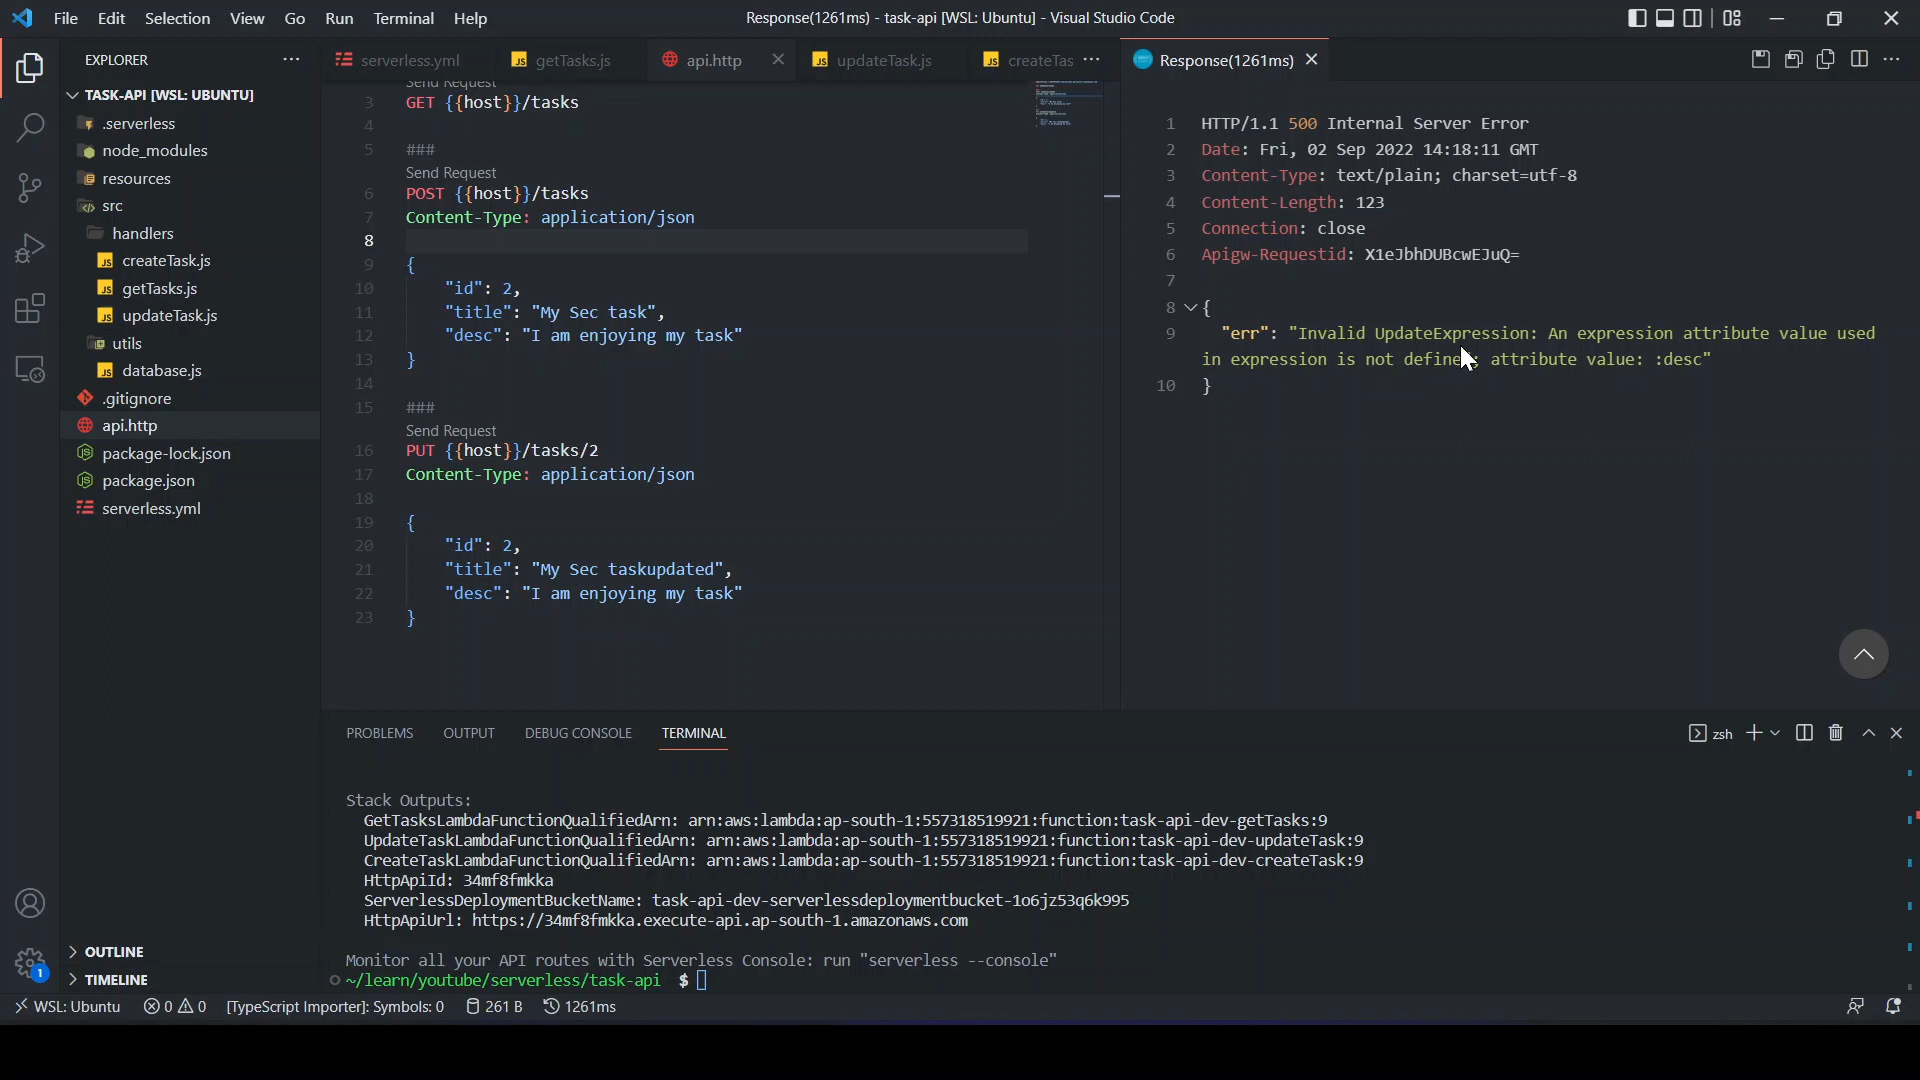 File Edit Selection View Go Run Terminal Help
Response(1261ms) - task-api [WSL: Ubuntu] - Visual Studio Code
EXPLORER
TASK-API [WSL: UBUNTU]
.serverless
node_modules
resources
src
handlers
createTask.js
getTasks.js
updateTask.js
utils
database.js
.gitignore
api.http
package-lock.json
package.json
serverless.yml
OUTLINE
TIMELINE
serverless.yml getTasks.js api.http updateTask.js createTas
Send Request
3 GET {{host}}/tasks
4
5 ###
Send Request
6 POST {{host}}/tasks
7 Content-Type: application/json
8
9 {
10 "id": 2,
11 "title": "My Sec task",
12 "desc": "I am enjoying my task"
13 }
14
15 ###
Send Request
16 PUT {{host}}/tasks/2
17 Content-Type: application/json
18
19 {
20 "id": 2,
21 "title": "My Sec taskupdated",
22 "desc": "I am enjoying my task"
23 }
Response(1261ms)
1 HTTP/1.1 500 Internal Server Error
2 Date: Fri, 02 Sep 2022 14:18:11 GMT
3 Content-Type: text/plain; charset=utf-8
4 Content-Length: 123
5 Connection: close
6 Apigw-Requestid: X1eJbhDUBcwEJuQ=
7
8 {
9 "err": "Invalid UpdateExpression: An expression attribute value used
in expression is not defined; attribute value: :desc"
10 }
PROBLEMS OUTPUT DEBUG CONSOLE TERMINAL
zsh
Stack Outputs:
GetTasksLambdaFunctionQualifiedArn: arn:aws:lambda:ap-south-1:557318519921:function:task-api-dev-getTasks:9
UpdateTaskLambdaFunctionQualifiedArn: arn:aws:lambda:ap-south-1:557318519921:function:task-api-dev-updateTask:9
CreateTaskLambdaFunctionQualifiedArn: arn:aws:lambda:ap-south-1:557318519921:function:task-api-dev-createTask:9
HttpApiId: 34mf8fmkka
ServerlessDeploymentBucketName: task-api-dev-serverlessdeploymentbucket-1o6jz53q6k995
HttpApiUrl: https://34mf8fmkka.execute-api.ap-south-1.amazonaws.com
Monitor all your API routes with Serverless Console: run "serverless --console"
~/learn/youtube/serverless/task-api $
1
WSL: Ubuntu 0 0 [TypeScript Importer]: Symbols: 0 261 B 1261ms